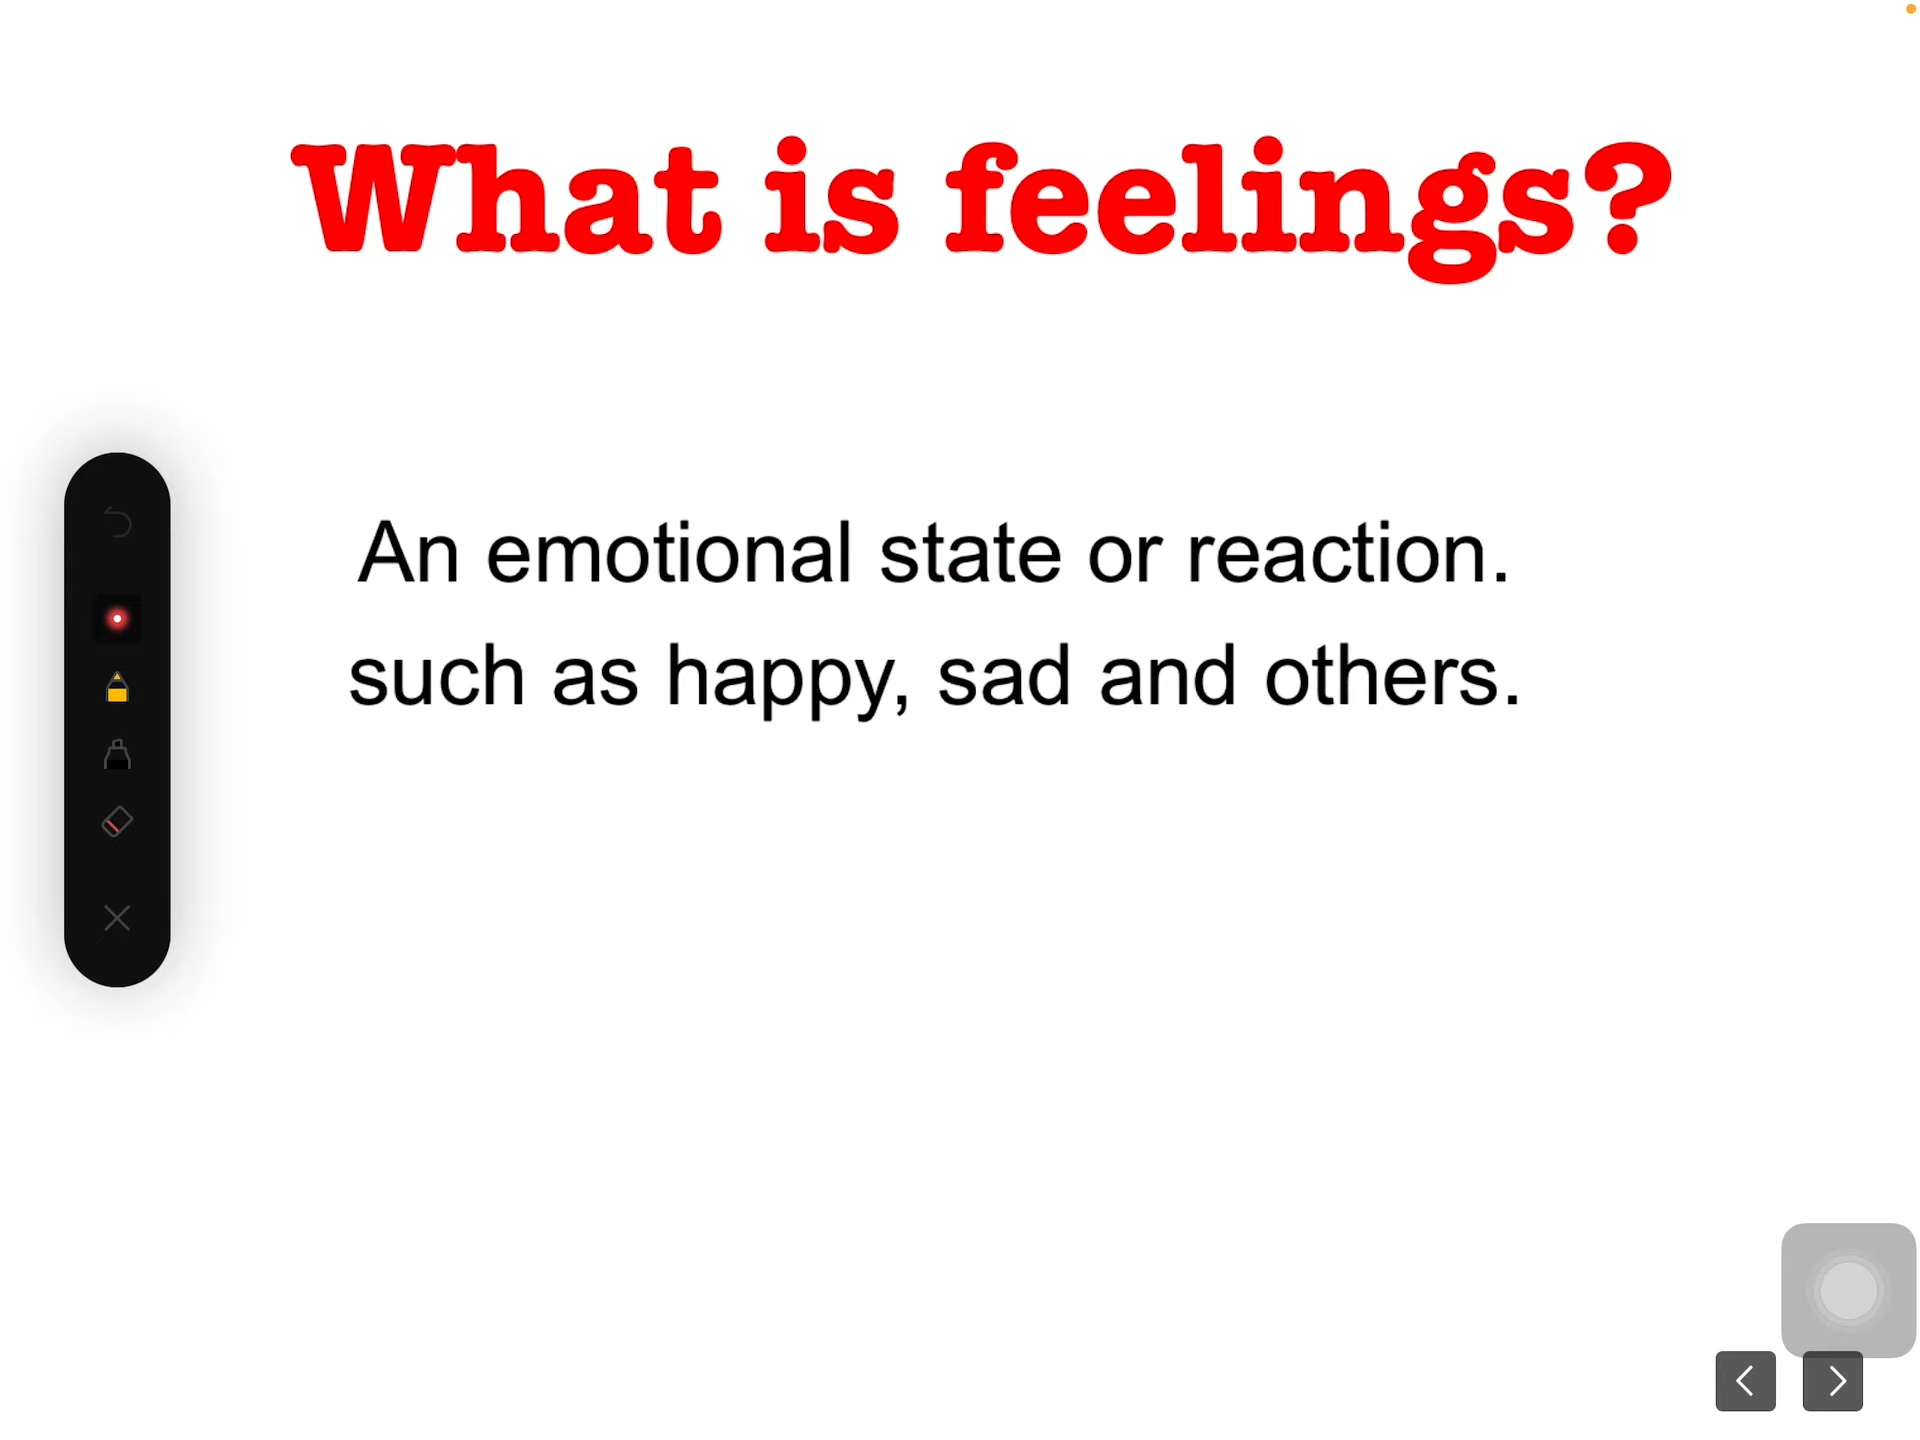 What is feelings?
An emotional state or reaction.
such as happy, sad and others.